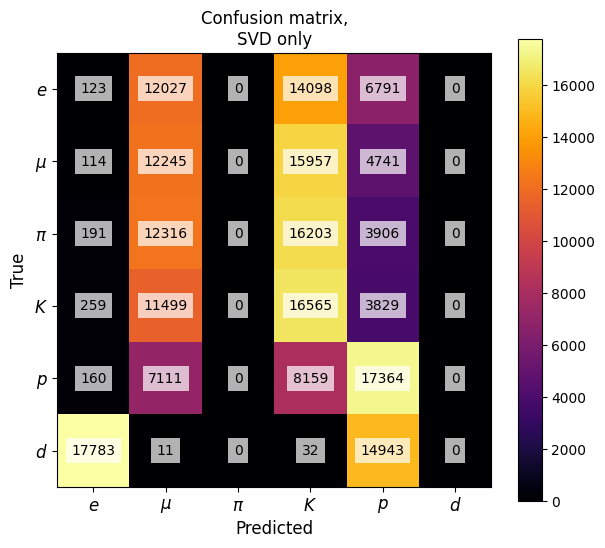 Confusion matrix,
SVD only
True
e 123 12027 0 14098 6791 0
μ 114 12245 0 15957 4741 0
π 191 12316 0 16203 3906 0
K 259 11499 0 16565 3829 0
p 160 7111 0 8159 17364 0
d 17783 11 0 32 14943 0
e μ π K p d
Predicted
16000
14000
12000
10000
8000
6000
4000
2000
0